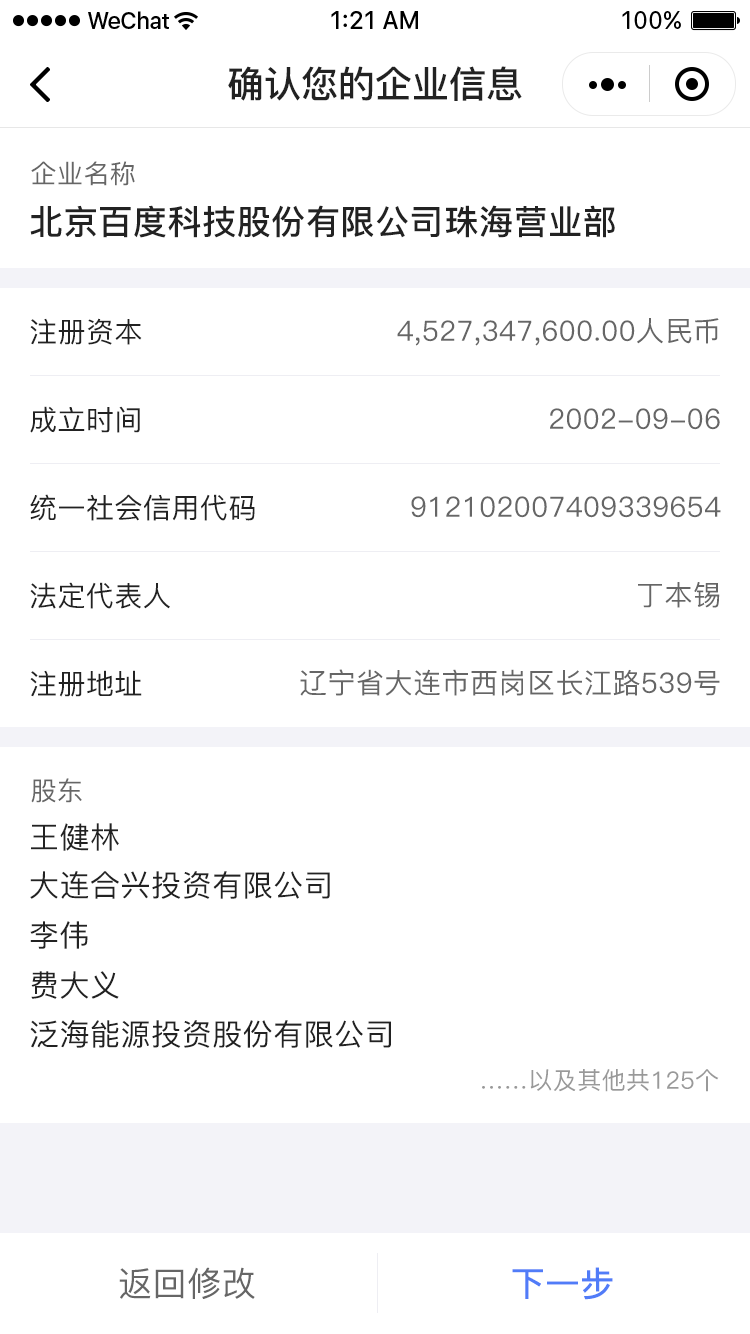 WeChat 1:21 AM 100%
确认您的企业信息
企业名称
北京百度科技股份有限公司珠海营业部
注册资本 4,527,347,600.00人民币
成立时间 2002-09-06
统一社会信用代码 912102007409339654
法定代表人 丁本锡
注册地址 辽宁省大连市西岗区长江路539号
股东
王健林
大连合兴投资有限公司
李伟
费大义
泛海能源投资股份有限公司
……以及其他共125个
返回修改 下一步